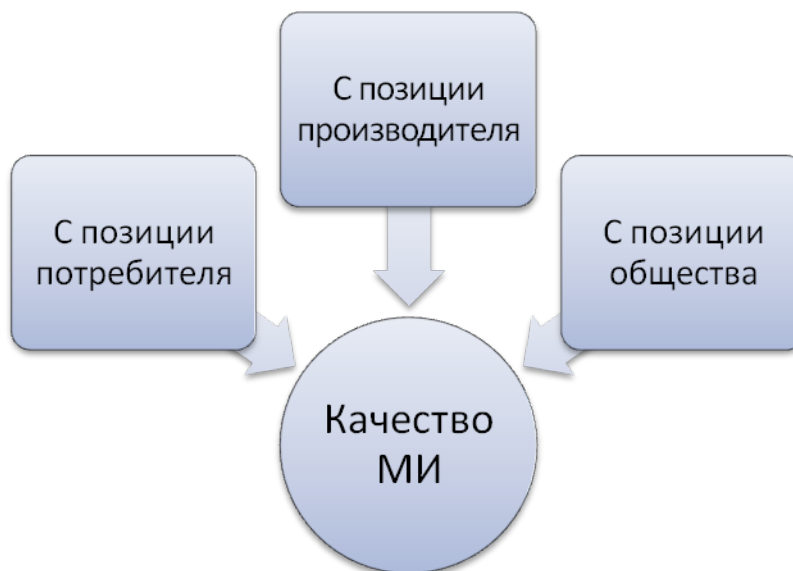 С позиции
производителя
С позиции
потребителя
С позиции
общества
Качество
МИ